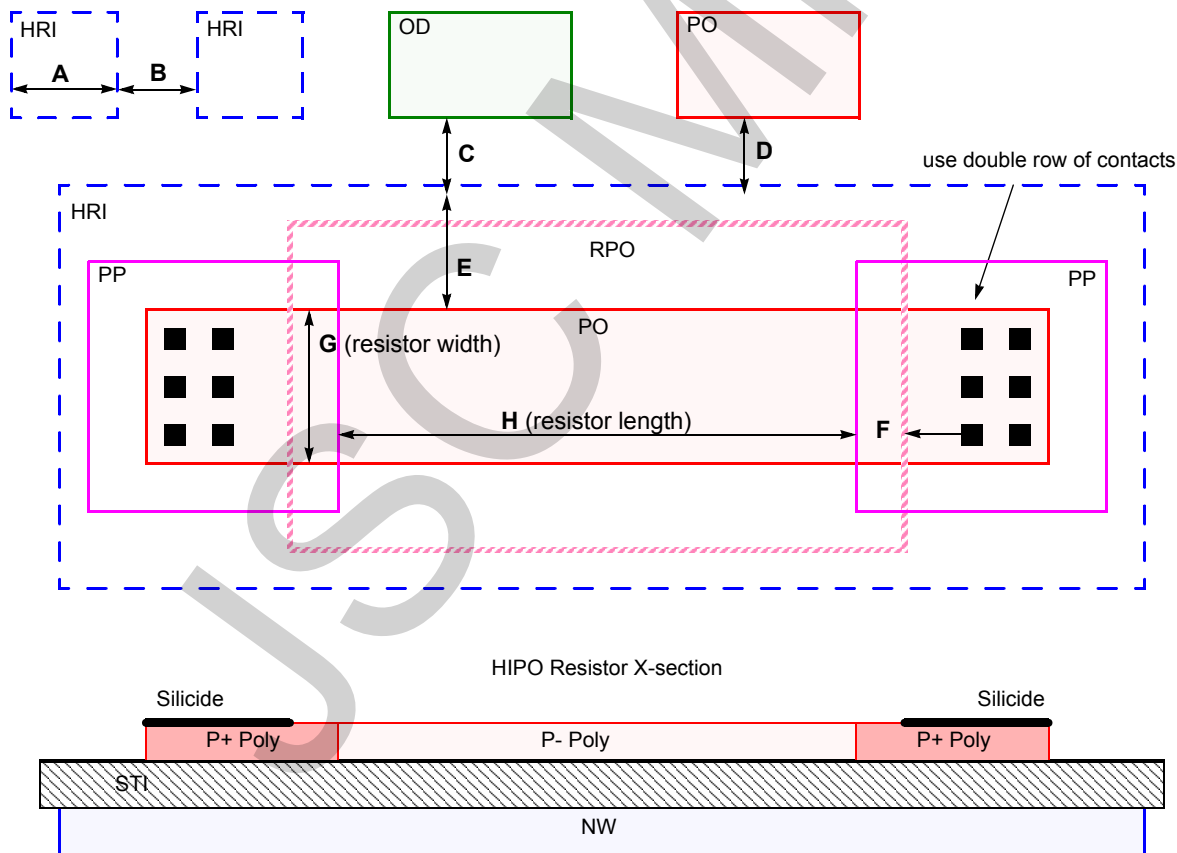 HRI
HRI
OD
PO
A
B
C
D
use double row of contacts
HRI
RPO
E
PP
PP
PO
G (resistor width)
H (resistor length)
F
HIPO Resistor X-section
Silicide
Silicide
P+ Poly
P- Poly
P+ Poly
STI
NW